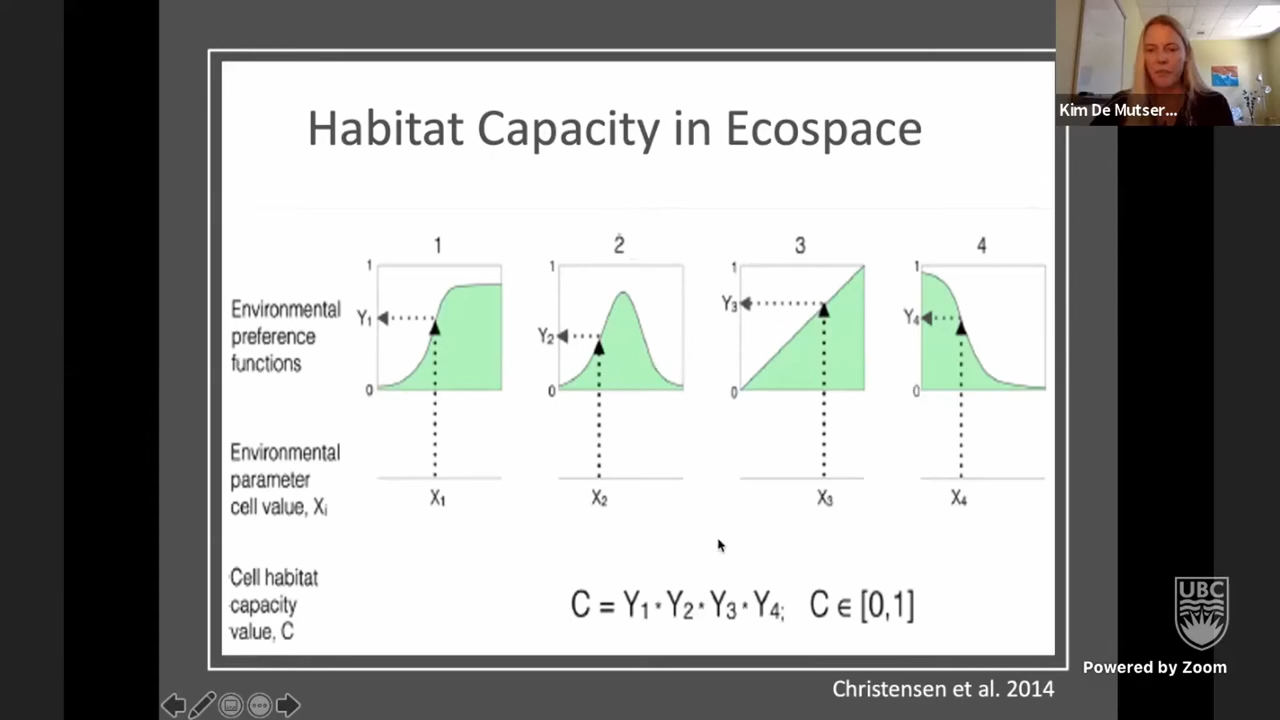 Habitat Capacity in Ecospace
Kim De Mutser...
1 2 3 4
Environmental
preference
functions
1 Y₁ 0
1 Y₂ 0
1 Y₃ 0
1 Y₄ 0
Environmental
parameter
cell value, Xᵢ
X₁ X₂ X₃ X₄
Cell habitat
capacity
value, C
C = Y₁ · Y₂ · Y₃ · Y₄; C ∈ [0,1]
UBC
Powered by Zoom
Christensen et al. 2014